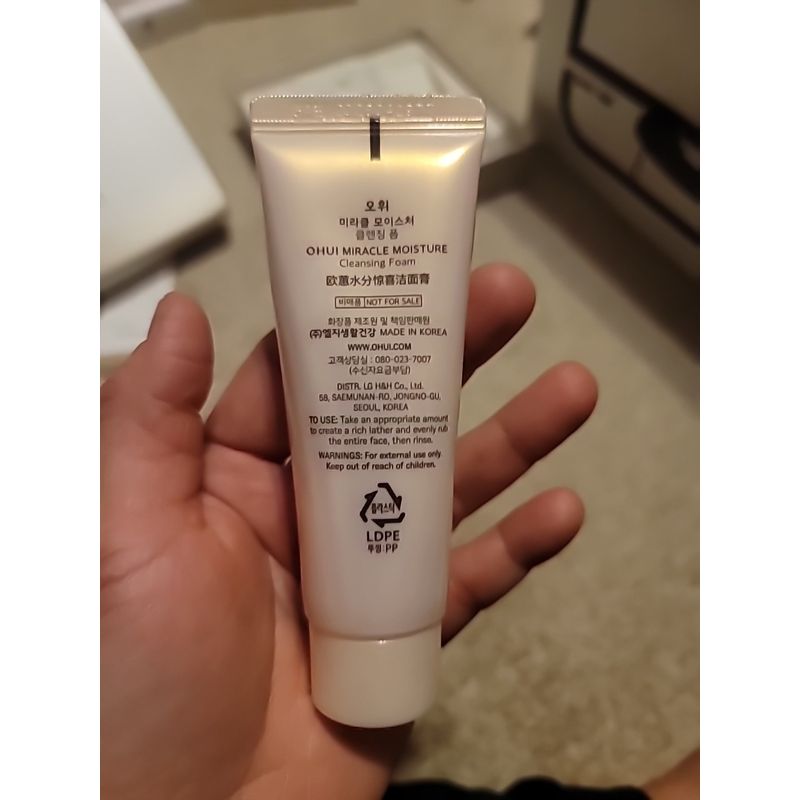 오휘
미라클 모이스처
클렌징 폼
OHUI MIRACLE MOISTURE
Cleansing Foam
欧蕙水分惊喜洁面膏
비매품 NOT FOR SALE
화장품 제조원 및 책임판매원
(주)엘지생활건강 MADE IN KOREA
WWW.OHUI.COM
고객상담실 : 080-023-7007
(수신자요금부담)
DISTR. LG H&H Co., Ltd.
58, SAEMUNAN-RO, JONGNO-GU,
SEOUL, KOREA
TO USE: Take an appropriate amount
to create a rich lather and evenly rub
the entire face, then rinse.
WARNINGS: For external use only.
Keep out of reach of children.
플라스틱
LDPE
뚜껑:PP